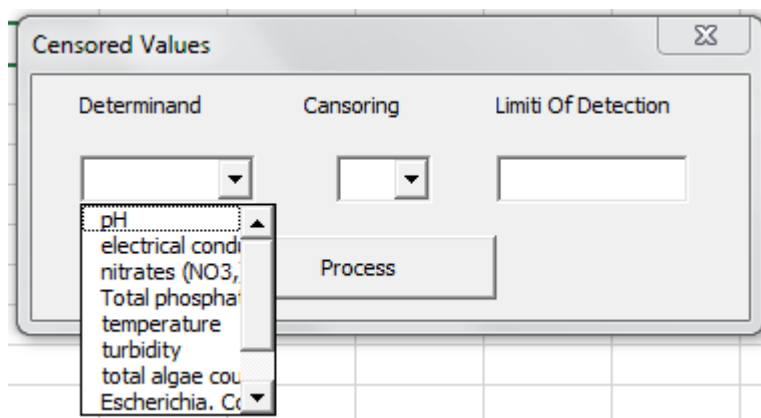 Censored Values
Determinand Cansoring Limiti Of Detection
pH
electrical condu
nitrates (NO3,
Total phosphat
temperature
turbidity
total algae cou
Escherichia. Co
Process